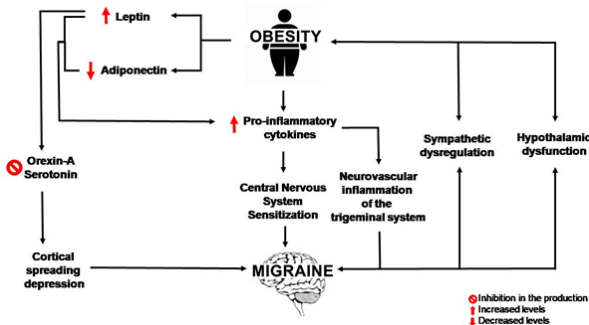 Leptin
OBESITY
Adiponectin
Pro-inflammatory
cytokines
Sympathetic
dysregulation
Hypothalamic
dysfunction
Orexin-A
Serotonin
Central Nervous
System
Sensitization
Neurovascular
inflammation
of the
trigeminal system
Cortical
spreading
depression
MIGRAINE
Inhibition in the production
Increased levels
Decreased levels